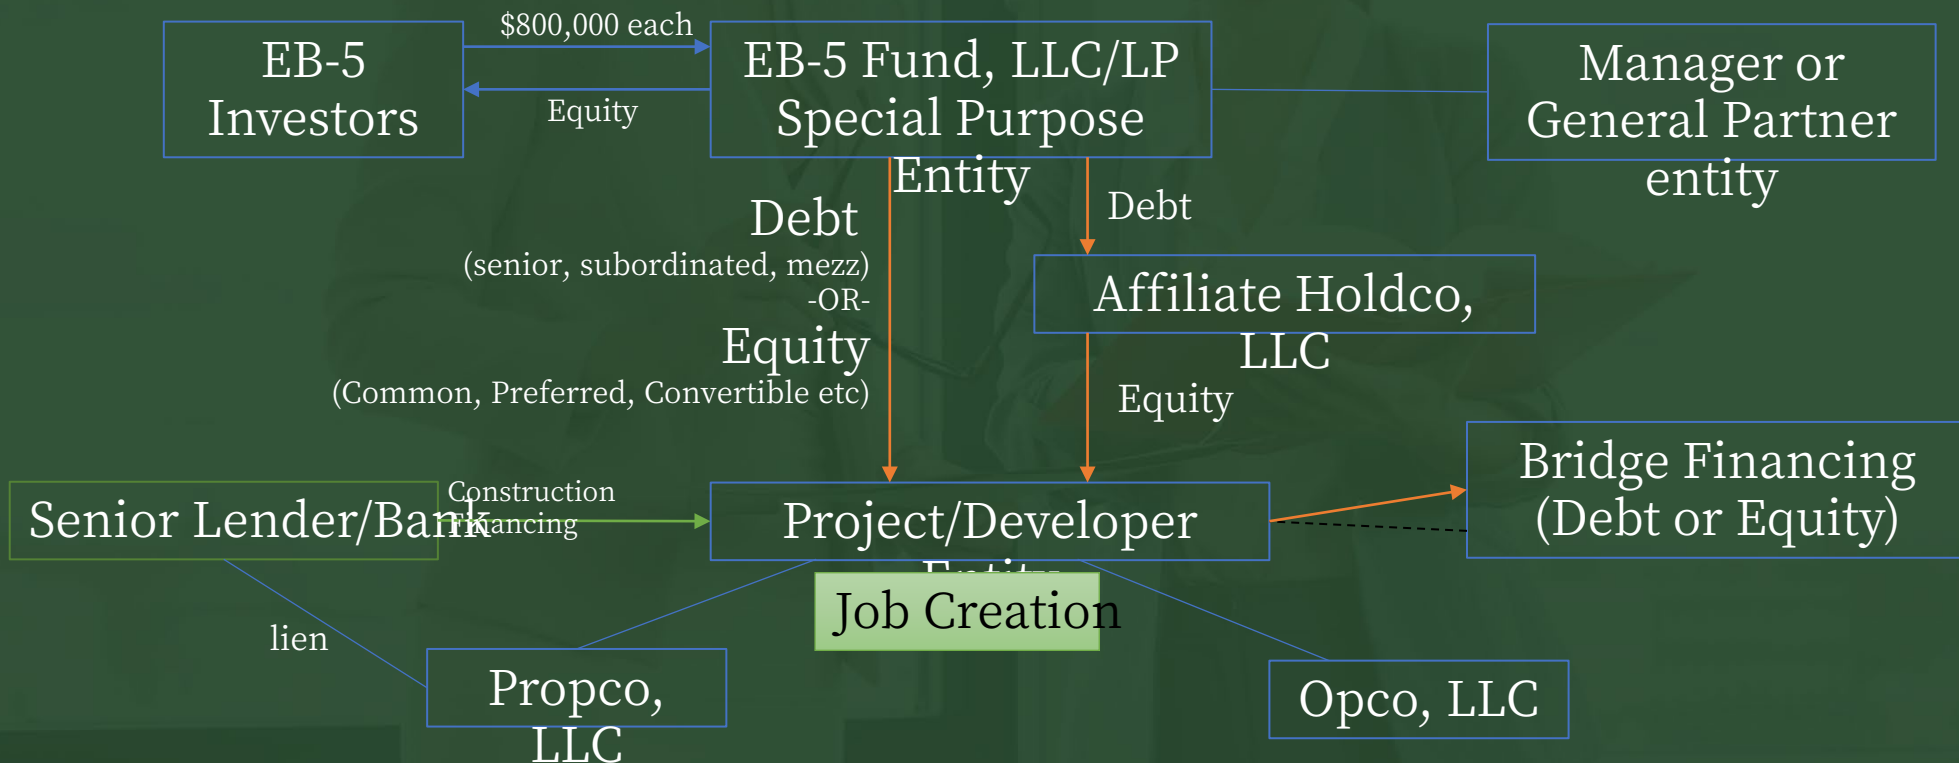 $800,000 each
EB-5
Investors
Equity
EB-5 Fund, LLC/LP
Special Purpose
Entity
Manager or
General Partner
entity
Debt
(senior, subordinated, mezz)
-OR-
Equity
(Common, Preferred, Convertible etc)
Debt
Affiliate Holdco,
LLC
Equity
Senior Lender/Bank
Construction
Financing
Project/Developer
Entity
Bridge Financing
(Debt or Equity)
Job Creation
lien
Propco,
LLC
Opco, LLC